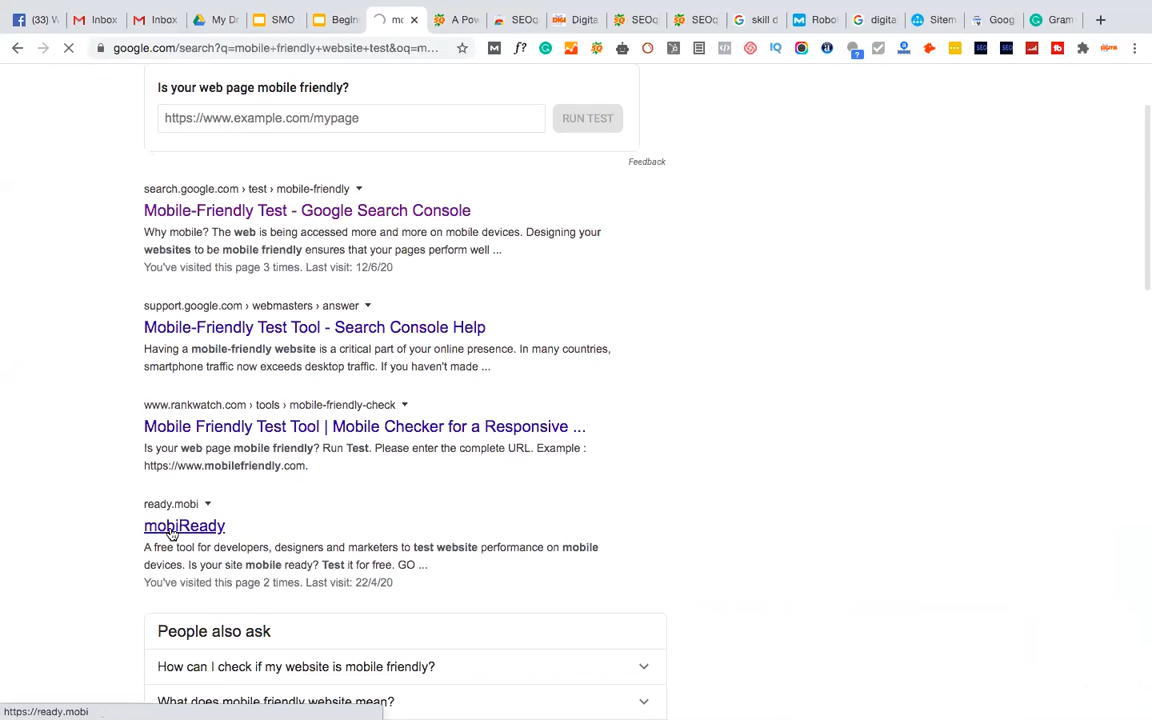 (33) W
Inbox
Inbox
My Dr
SMO
Begin
mo
A Pow
SEOq
Digita
SEOq
SEOq
skill d
Robo
digita
Sitem
Goog
Gram
google.com/search?q=mobile+friendly+website+test&oq=m...
Is your web page mobile friendly?
https://www.example.com/mypage
RUN TEST
Feedback
search.google.com › test › mobile-friendly
Mobile-Friendly Test - Google Search Console
Why mobile? The web is being accessed more and more on mobile devices. Designing your
websites to be mobile friendly ensures that your pages perform well ...
You've visited this page 3 times. Last visit: 12/6/20
support.google.com › webmasters › answer
Mobile-Friendly Test Tool - Search Console Help
Having a mobile-friendly website is a critical part of your online presence. In many countries,
smartphone traffic now exceeds desktop traffic. If you haven't made ...
www.rankwatch.com › tools › mobile-friendly-check
Mobile Friendly Test Tool | Mobile Checker for a Responsive ...
Is your web page mobile friendly? Run Test. Please enter the complete URL. Example :
https://www.mobilefriendly.com.
ready.mobi
mobiReady
A free tool for developers, designers and marketers to test website performance on mobile
devices. Is your site mobile ready? Test it for free. GO ...
You've visited this page 2 times. Last visit: 22/4/20
People also ask
How can I check if my website is mobile friendly?
What does mobile friendly website mean?
https://ready.mobi